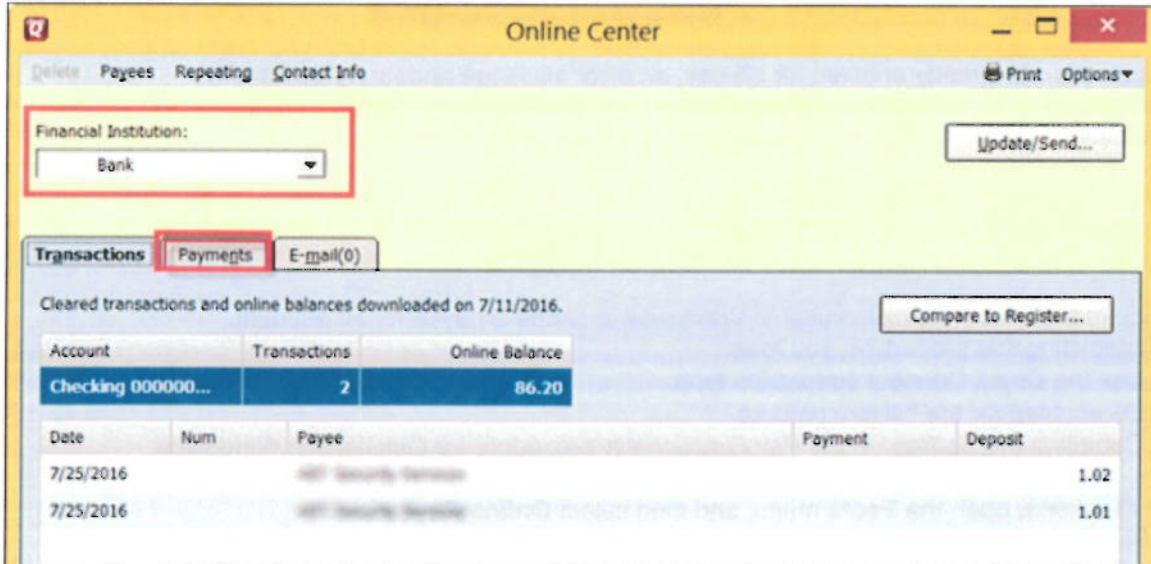 Online Center
Delete Payees Repeating Contact Info Print Options
Financial Institution:
Bank
Update/Send...
Transactions Payments E-mail(0)
Cleared transactions and online balances downloaded on 7/11/2016.
Compare to Register...
Account Transactions Online Balance
Checking 000000... 2 86.20
Date Num Payee Payment Deposit
7/25/2016 1.02
7/25/2016 1.01